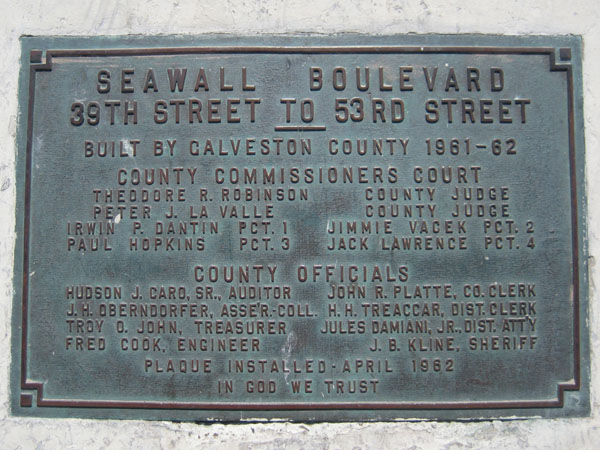 SEAWALL BOULEVARD
39TH STREET TO 53RD STREET
BUILT BY GALVESTON COUNTY 1961-62
COUNTY COMMISSIONERS COURT
THEODORE R. ROBINSON COUNTY JUDGE
PETER J. LA VALLE COUNTY JUDGE
IRWIN P. DANTIN PCT. 1 JIMMIE VACEK PCT. 2
PAUL HOPKINS PCT. 3 JACK LAWRENCE PCT. 4
COUNTY OFFICIALS
HUDSON J. CARO, SR., AUDITOR JOHN R. PLATTE, CO. CLERK
J. H. OBERNDORFER, ASSE'R.-COLL. H. H. TREACCAR, DIST. CLERK
TROY O. JOHN, TREASURER JULES DAMIANI, JR., DIST. ATT'Y
FRED COOK, ENGINEER J. B. KLINE, SHERIFF
PLAQUE INSTALLED-APRIL 1962
IN GOD WE TRUST